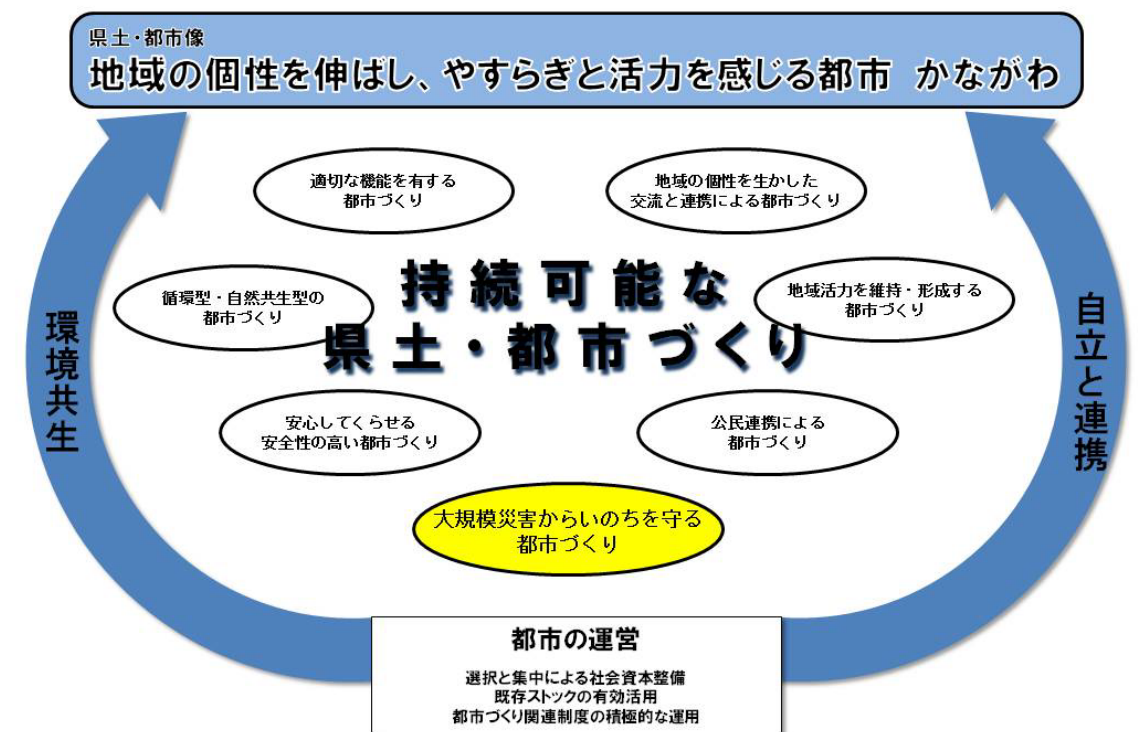 県土・都市像
地域の個性を伸ばし、やすらぎと活力を感じる都市 かながわ
適切な機能を有する
都市づくり
地域の個性を生かした
交流と連携による都市づくり
持続可能な
県土・都市づくり
循環型・自然共生型の
都市づくり
地域活力を維持・形成する
都市づくり
環境共生
自立と連携
安心してくらせる
安全性の高い都市づくり
公民連携による
都市づくり
大規模災害からいのちを守る
都市づくり
都市の運営
選択と集中による社会資本整備
既存ストックの有効活用
都市づくり関連制度の積極的な運用